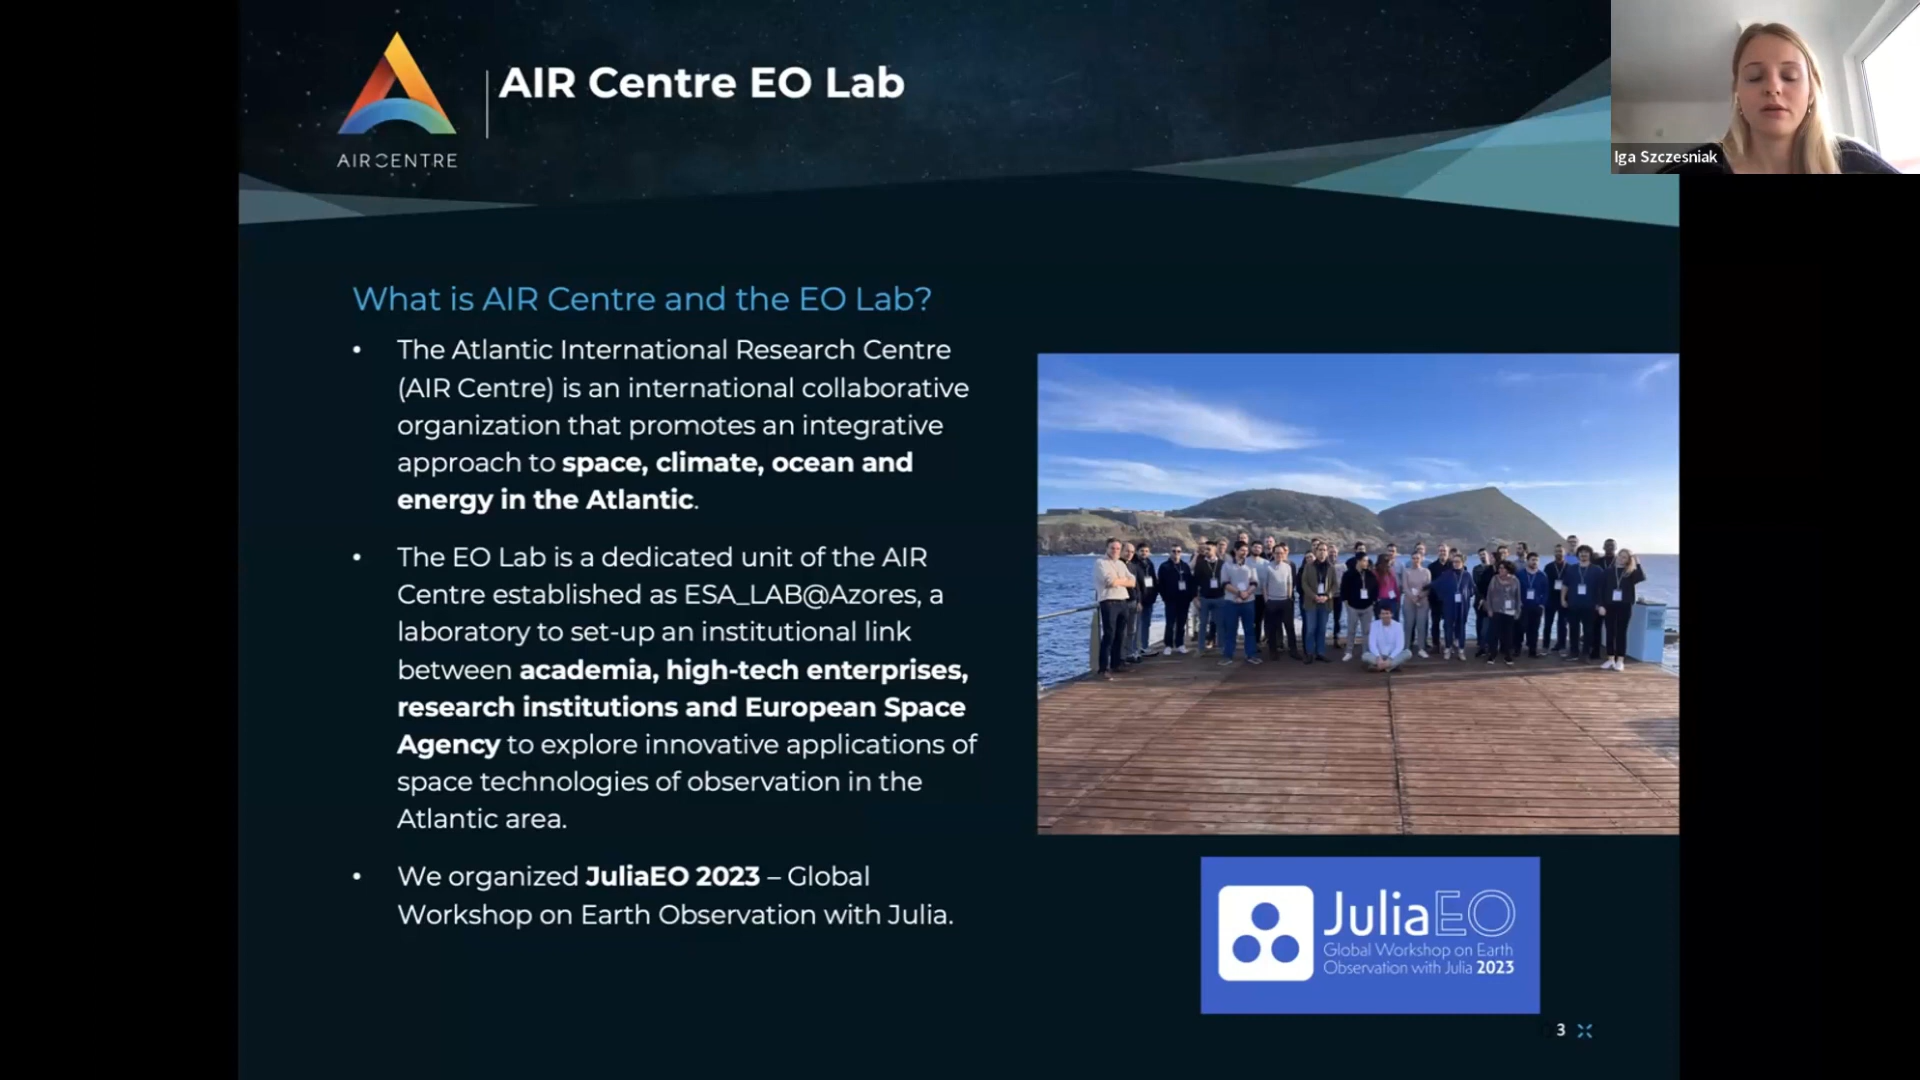 AIR Centre EO Lab
AIRCENTRE
Iga Szczesniak
What is AIR Centre and the EO Lab?
• The Atlantic International Research Centre
(AIR Centre) is an international collaborative
organization that promotes an integrative
approach to space, climate, ocean and
energy in the Atlantic.
• The EO Lab is a dedicated unit of the AIR
Centre established as ESA_LAB@Azores, a
laboratory to set-up an institutional link
between academia, high-tech enterprises,
research institutions and European Space
Agency to explore innovative applications of
space technologies of observation in the
Atlantic area.
• We organized JuliaEO 2023 – Global
Workshop on Earth Observation with Julia.
JuliaEO
Global Workshop on Earth
Observation with Julia 2023
3